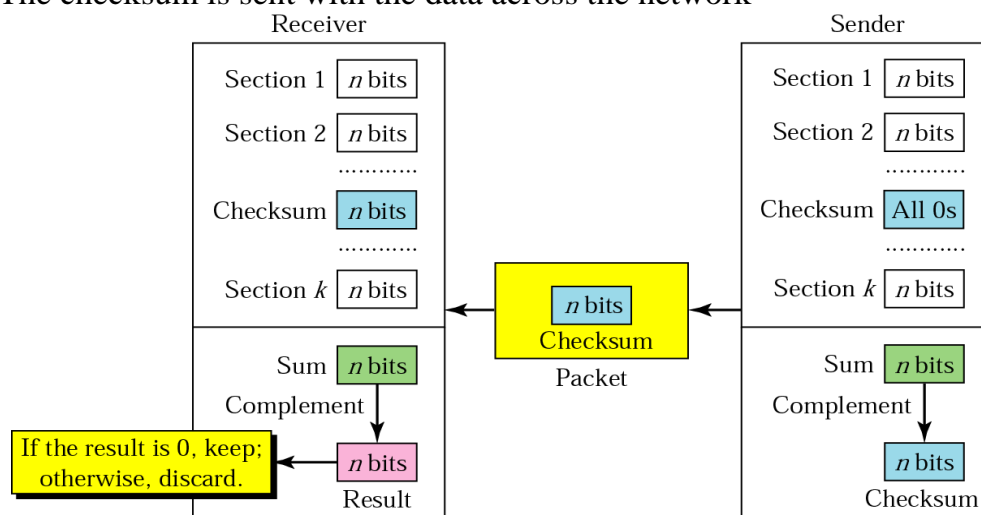 The checksum is sent with the data across the network
Receiver
Section 1 n bits
Section 2 n bits
............
Checksum n bits
............
Section k n bits
Sum n bits
Complement
n bits
Result
If the result is 0, keep;
otherwise, discard.
n bits
Checksum
Packet
Sender
Section 1 n bits
Section 2 n bits
............
Checksum All 0s
............
Section k n bits
Sum n bits
Complement
n bits
Checksum